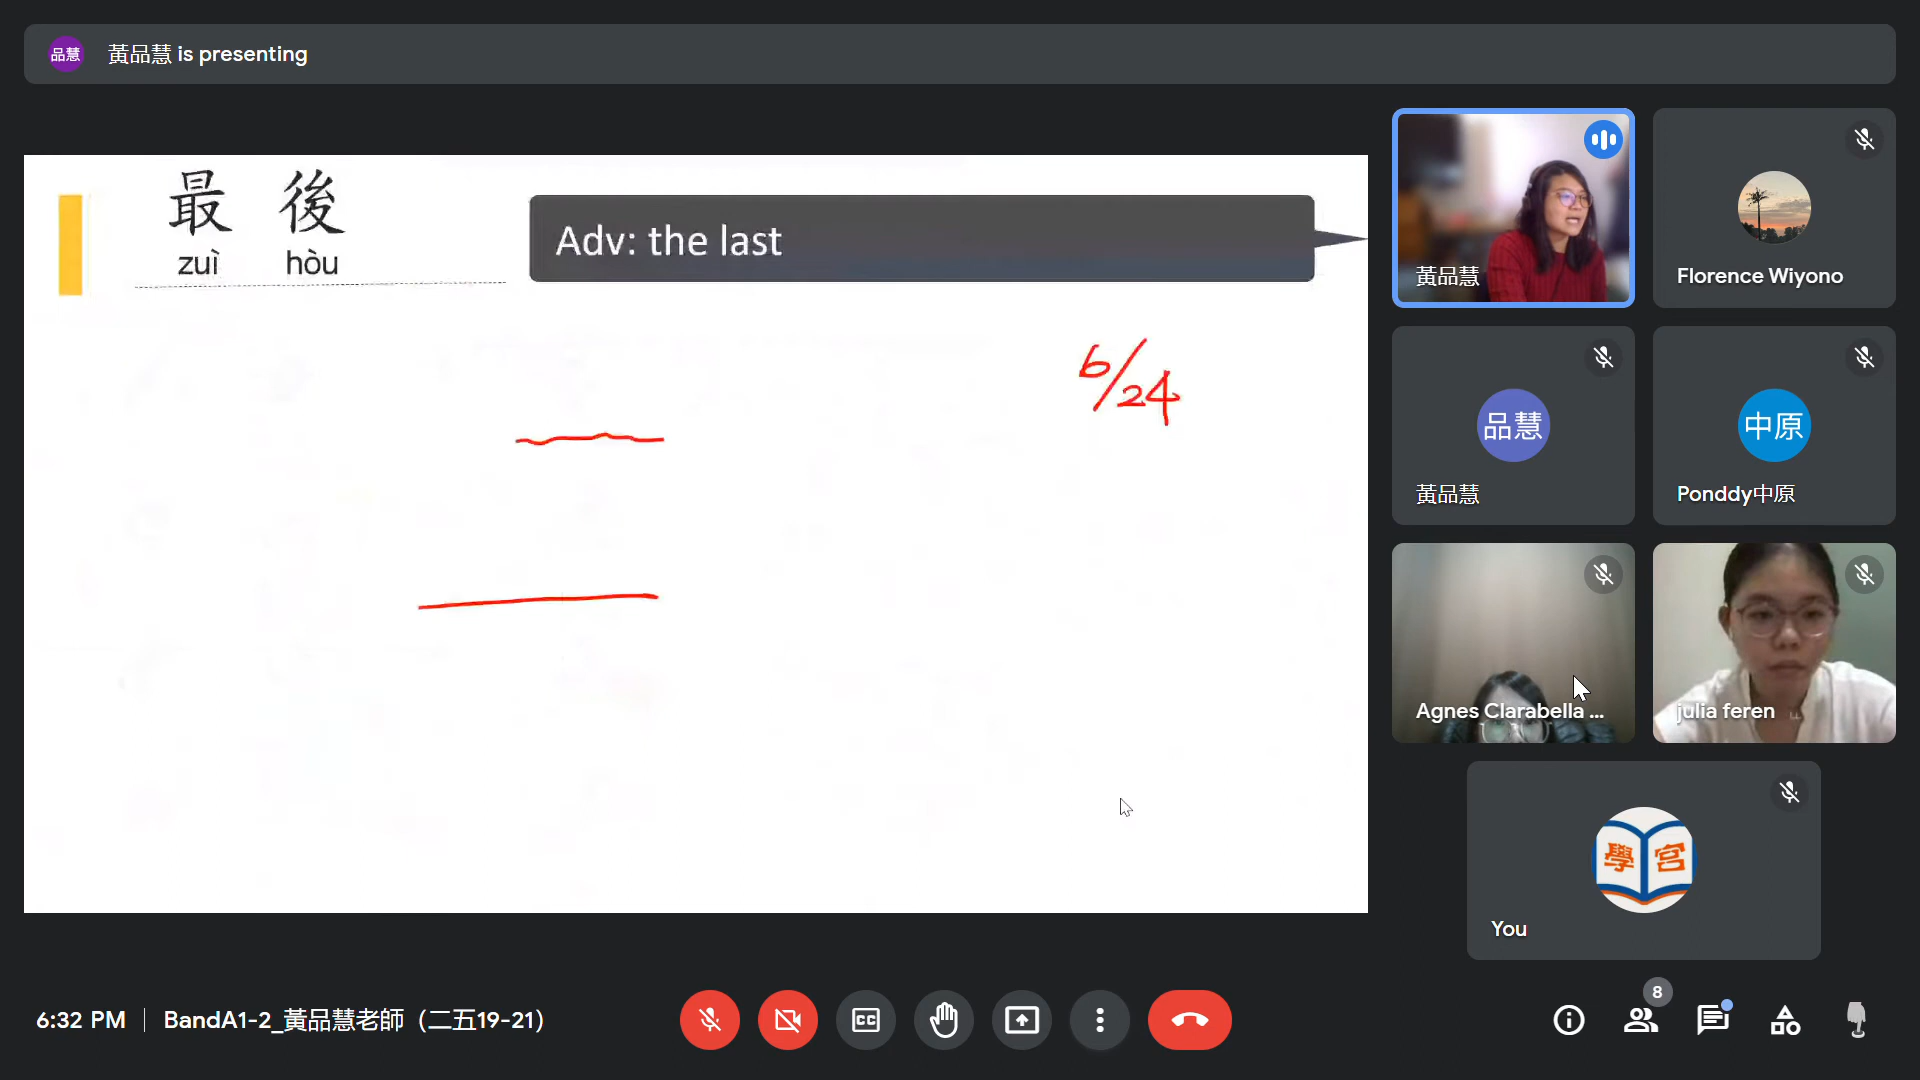 品慧 黃品慧 is presenting
最後
zuì hòu
Adv: the last
6/24
黃品慧
Florence Wiyono
品慧
黃品慧
中原
Ponddy中原
Agnes Clarabella ...
julia feren
學宮
You
6:32 PM | BandA1-2_黃品慧老師（二五19-21）
CC
8